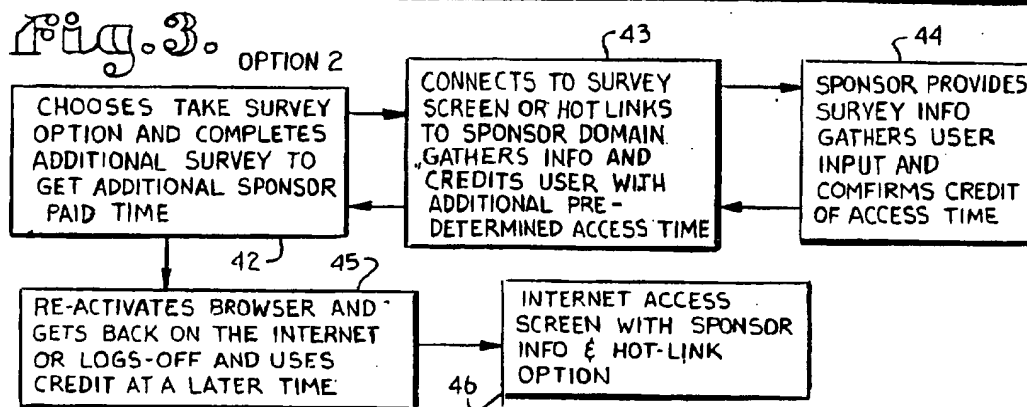 Fig. 3.
OPTION 2
CHOOSES TAKE SURVEY
OPTION AND COMPLETES
ADDITIONAL SURVEY TO
GET ADDITIONAL SPONSOR
PAID TIME
42
43
CONNECTS TO SURVEY
SCREEN OR HOT LINKS
TO SPONSOR DOMAIN
GATHERS INFO AND
CREDITS USER WITH
ADDITIONAL PRE-
DETERMINED ACCESS TIME
44
SPONSOR PROVIDES
SURVEY INFO
GATHERS USER
INPUT AND
COMFIRMS CREDIT
OF ACCESS TIME
45
RE-ACTIVATES BROWSER AND
GETS BACK ON THE INTERNET
OR LOGS-OFF AND USES
CREDIT AT A LATER TIME
46
INTERNET ACCESS
SCREEN WITH SPONSOR
INFO & HOT-LINK
OPTION